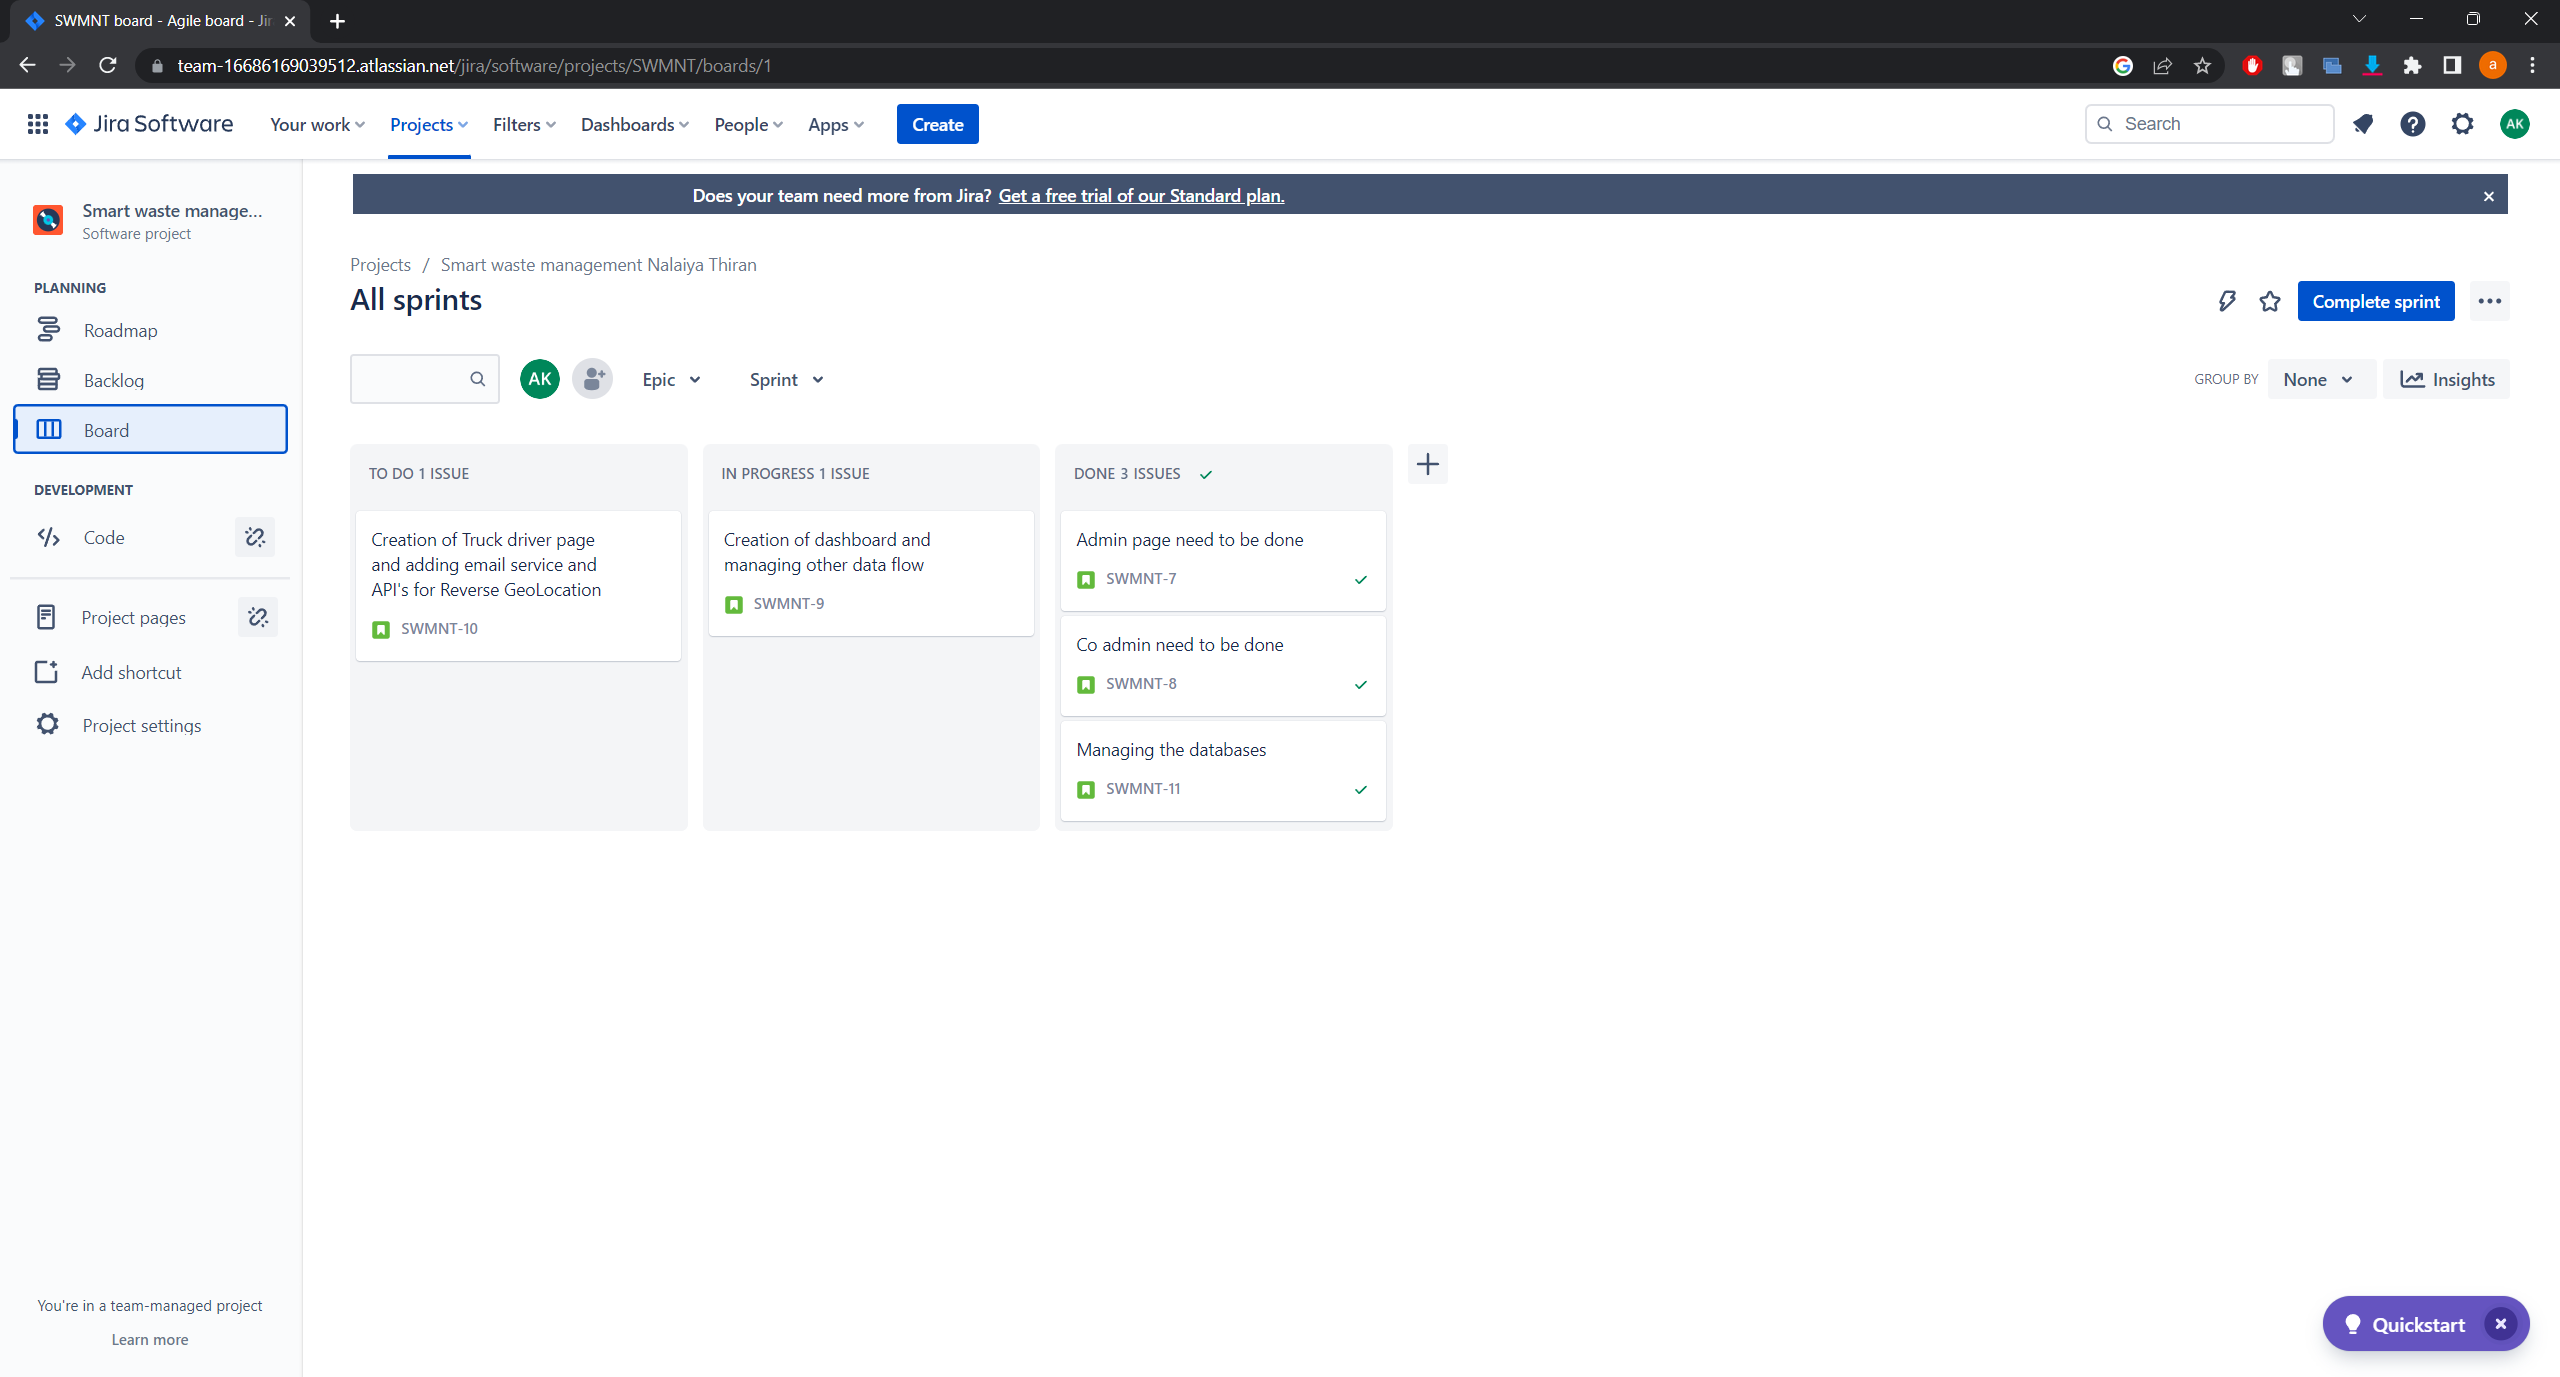 SWMNT board - Agile board - Jir
team-16686169039512.atlassian.net/jira/software/projects/SWMNT/boards/1
a
Jira Software
Your work
Projects
Filters
Dashboards
People
Apps
Create
Search
AK
Does your team need more from Jira? Get a free trial of our Standard plan.
Smart waste manage...
Software project
Projects / Smart waste management Nalaiya Thiran
All sprints
Complete sprint
PLANNING
Roadmap
Backlog
Board
DEVELOPMENT
Code
Project pages
Add shortcut
Project settings
AK
Epic
Sprint
GROUP BY
None
Insights
TO DO 1 ISSUE
Creation of Truck driver page
and adding email service and
API's for Reverse GeoLocation
SWMNT-10
IN PROGRESS 1 ISSUE
Creation of dashboard and
managing other data flow
SWMNT-9
DONE 3 ISSUES
Admin page need to be done
SWMNT-7
Co admin need to be done
SWMNT-8
Managing the databases
SWMNT-11
You're in a team-managed project
Learn more
Quickstart